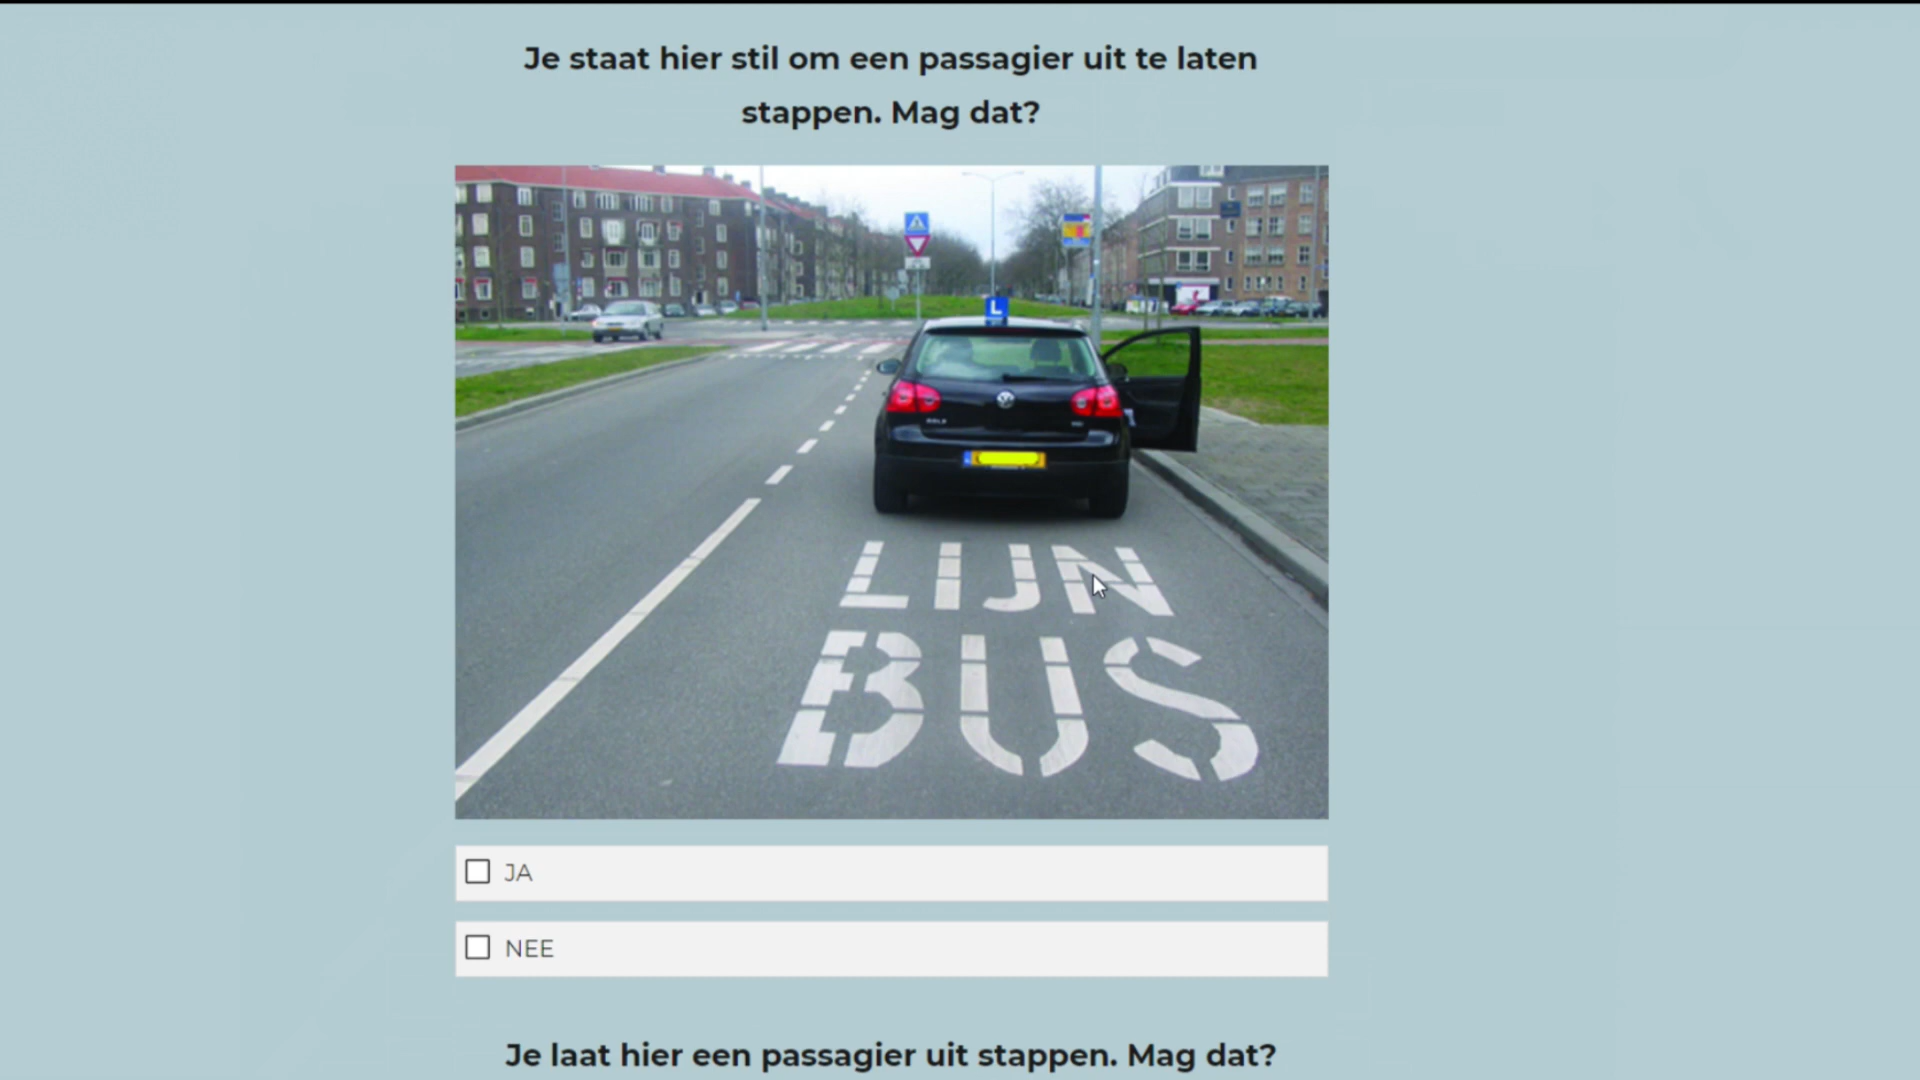 Je staat hier stil om een passagier uit te laten
stappen. Mag dat?
L
LIJN
BUS
JA
NEE
Je laat hier een passagier uit stappen. Mag dat?